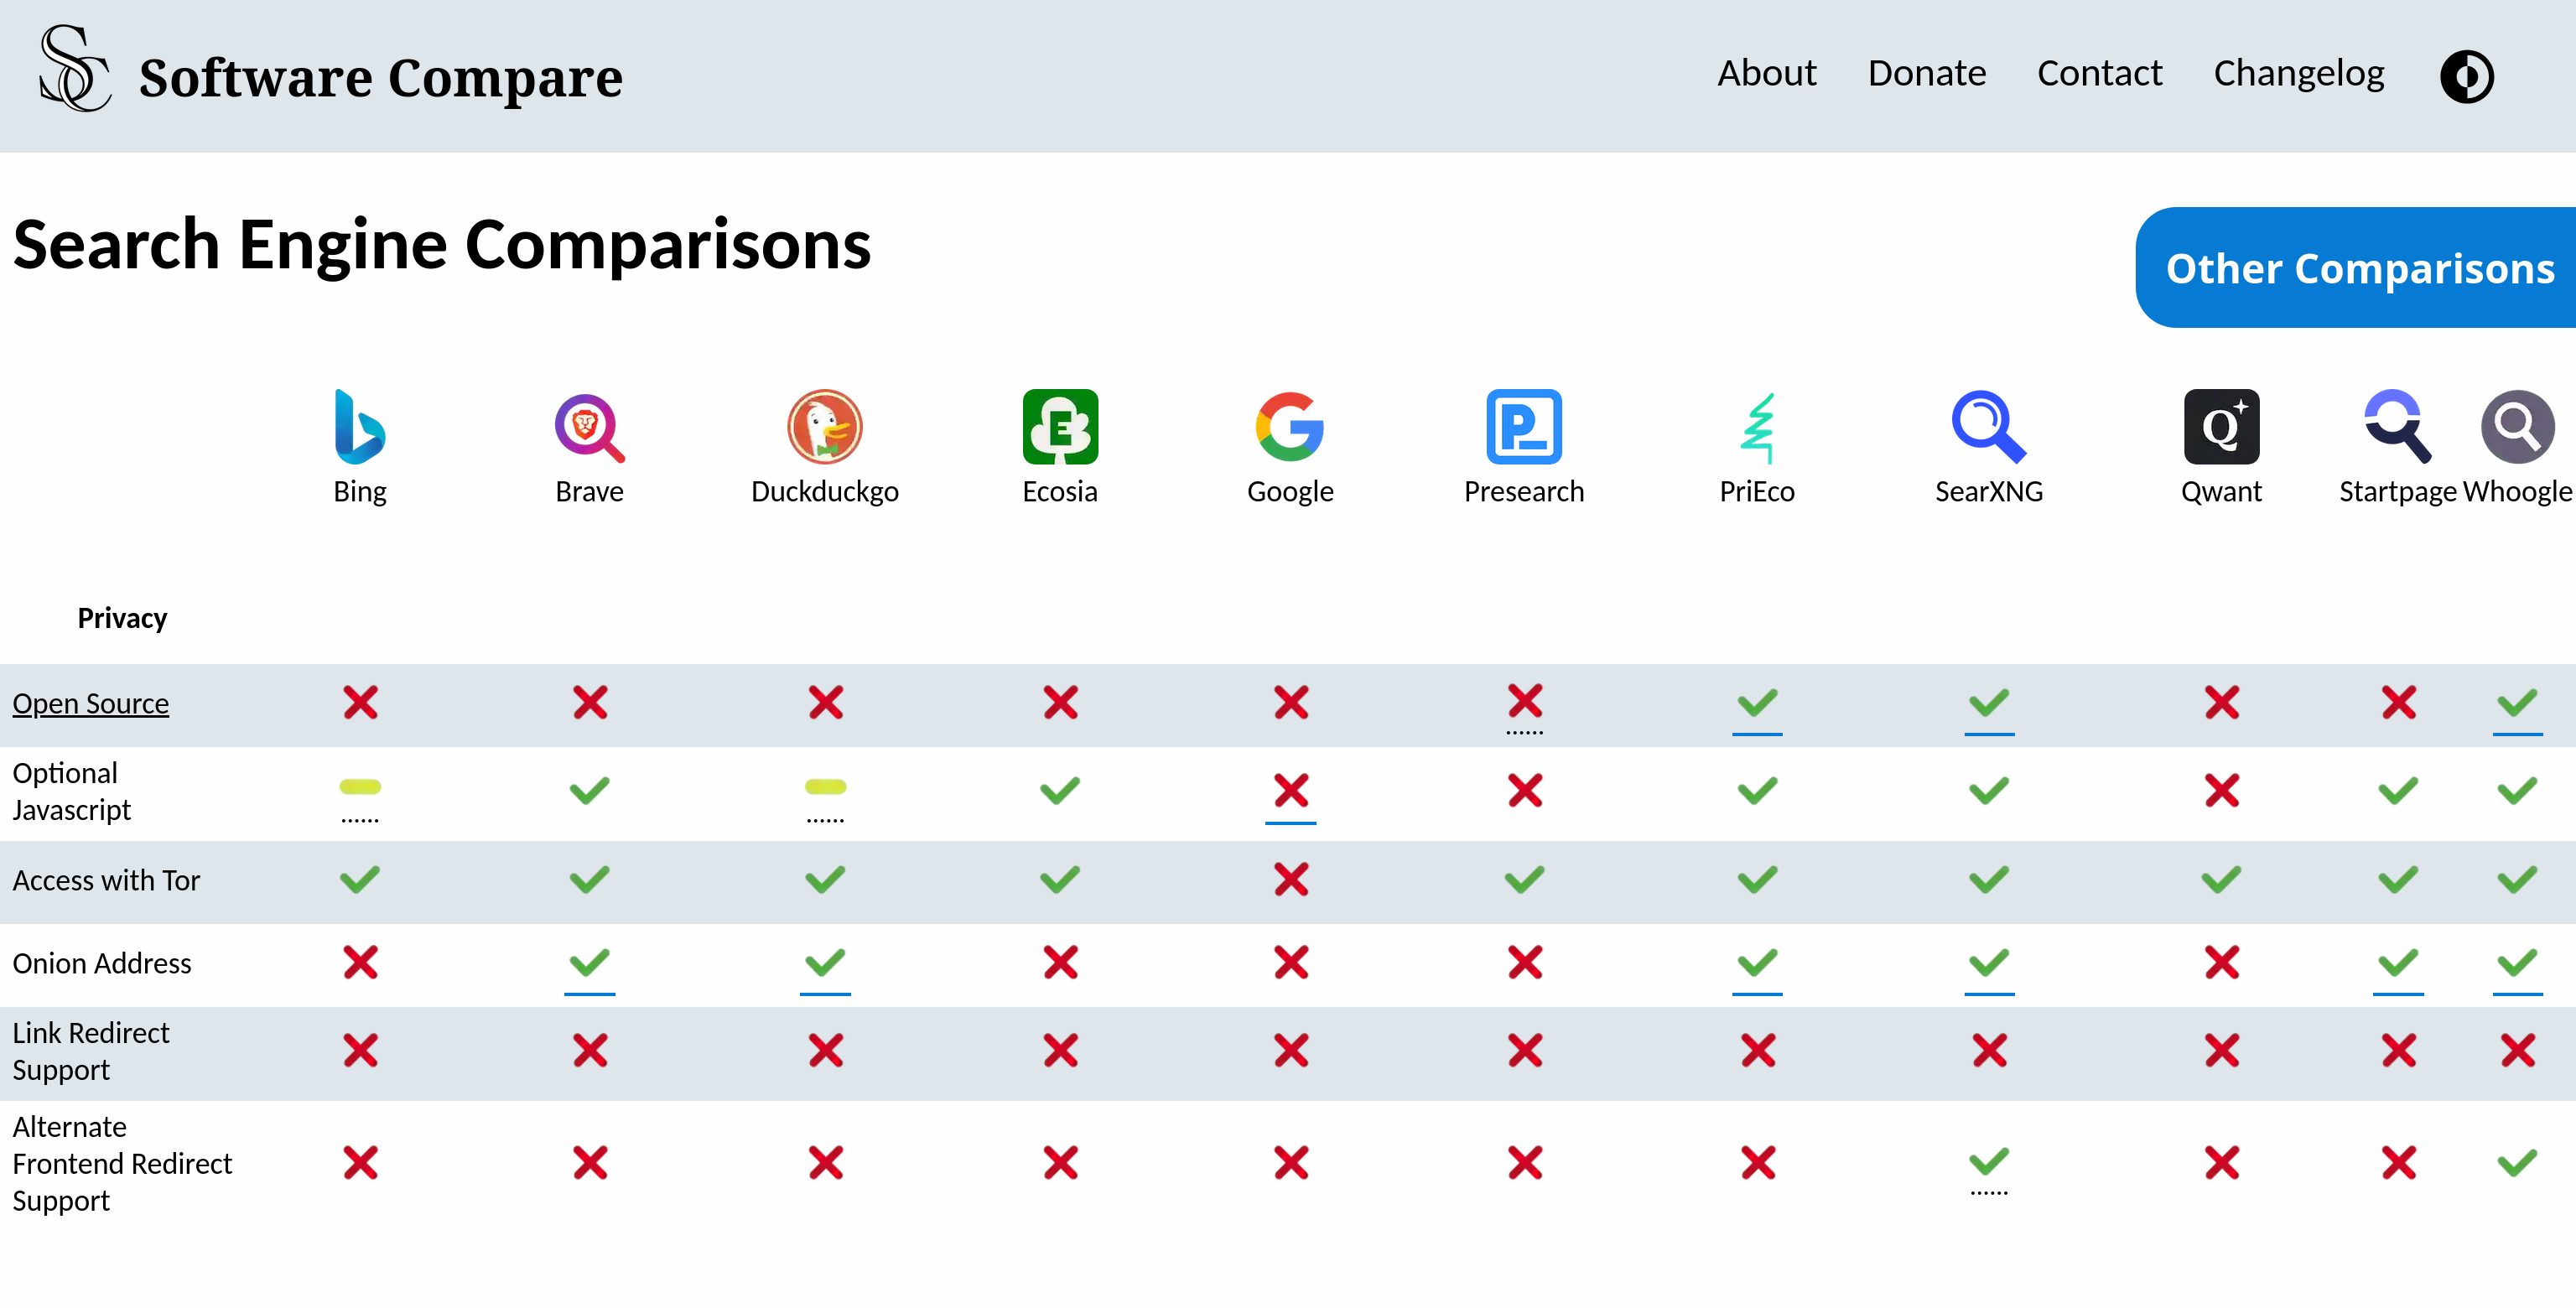 Software Compare
About Donate Contact Changelog
Search Engine Comparisons
Other Comparisons
Bing Brave Duckduckgo Ecosia Google Presearch PriEco SearXNG Qwant Startpage Whoogle
Privacy
Open Source
Optional
Javascript
Access with Tor
Onion Address
Link Redirect
Support
Alternate
Frontend Redirect
Support